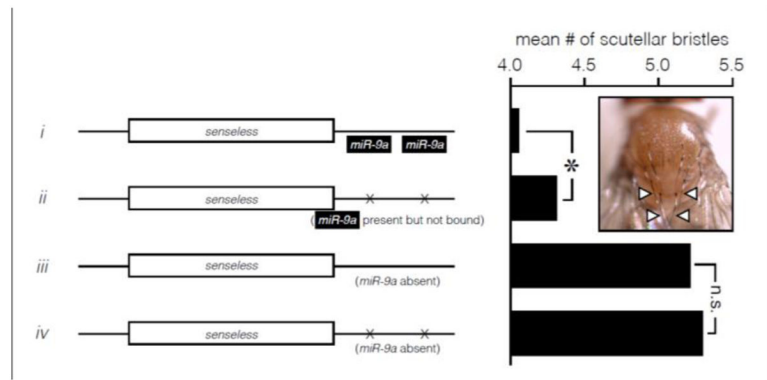 mean # of scutellar bristles
4.0 4.5 5.0 5.5
i senseless
miR-9a miR-9a
*
ii senseless X X
(miR-9a present but not bound)
iii senseless
(miR-9a absent)
n.s.
iv senseless X X
(miR-9a absent)